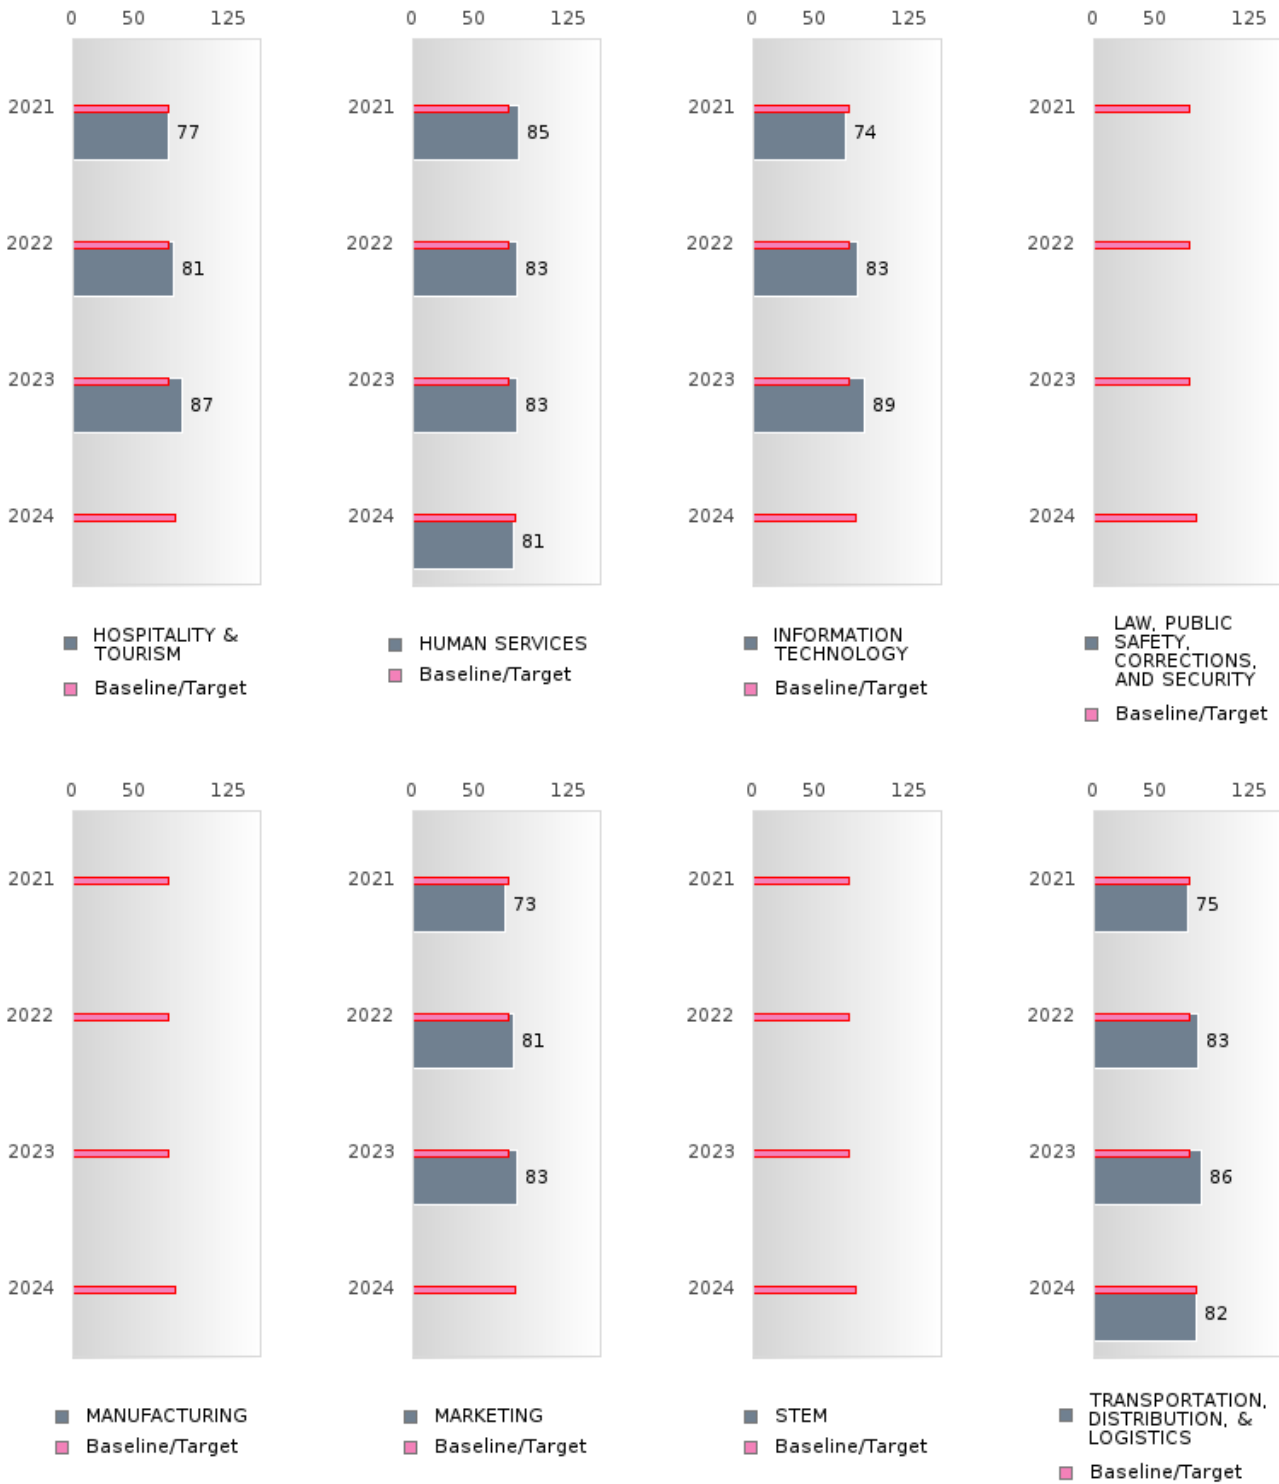 0 50 125
2021
77
2022
81
2023
87
2024
HOSPITALITY &
TOURISM
Baseline/Target
0 50 125
2021
85
2022
83
2023
83
2024
81
HUMAN SERVICES
Baseline/Target
0 50 125
2021
74
2022
83
2023
89
2024
INFORMATION
TECHNOLOGY
Baseline/Target
0 50 125
2021
2022
2023
2024
LAW, PUBLIC
SAFETY,
CORRECTIONS,
AND SECURITY
Baseline/Target
0 50 125
2021
2022
2023
2024
MANUFACTURING
Baseline/Target
0 50 125
2021
73
2022
81
2023
83
2024
MARKETING
Baseline/Target
0 50 125
2021
2022
2023
2024
STEM
Baseline/Target
0 50 125
2021
75
2022
83
2023
86
2024
82
TRANSPORTATION,
DISTRIBUTION, &
LOGISTICS
Baseline/Target